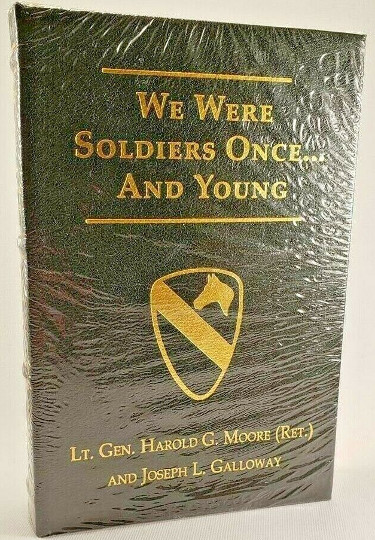 WE WERE
SOLDIERS ONCE...
AND YOUNG
LT. GEN. HAROLD G. MOORE (RET.)
AND JOSEPH L. GALLOWAY